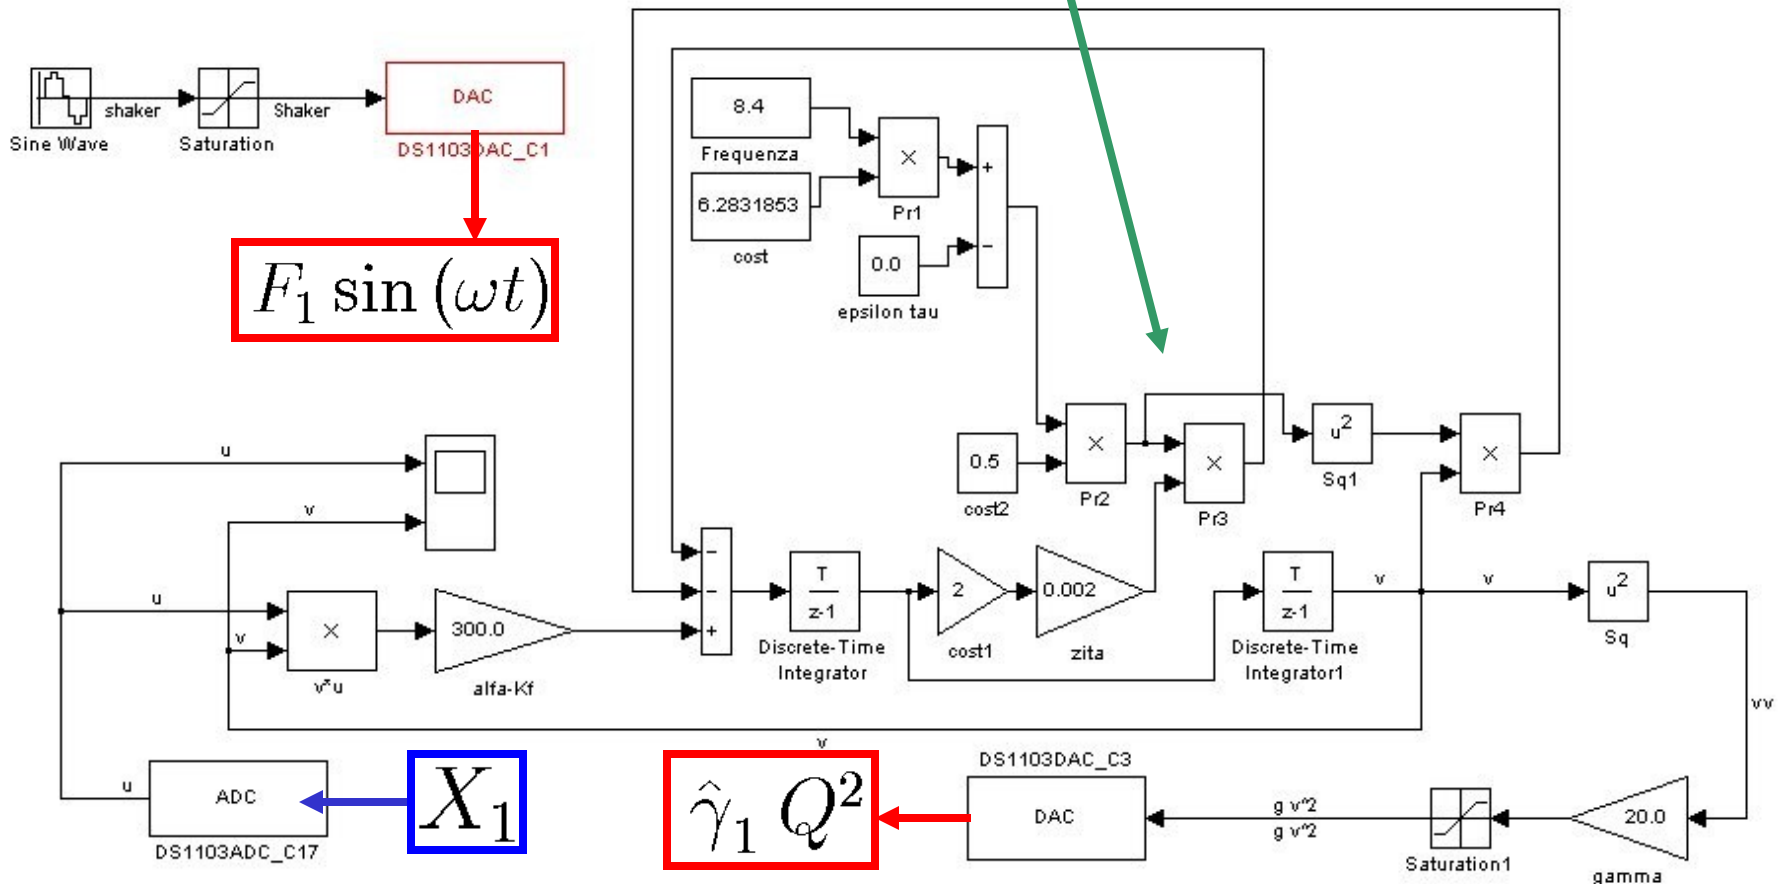 DAC
shaker
Shaker
Sine Wave
Saturation
DS1103DAC_C1
F₁ sin (ωt)
8.4
Frequenza
×
Pr1
+
6.2831853
cost
−
0.0
epsilon tau
×
0.5
cost2
Pr2
×
Pr3
u²
Sq1
×
Pr4
u
v
−
−
+
T
z-1
Discrete-Time
Integrator
2
cost1
0.002
zita
T
z-1
Discrete-Time
Integrator1
v
v
u²
Sq
u
v
×
v*u
300.0
alfa-Kf
v
vv
u
ADC
DS1103ADC_C17
X₁
γ̂₁ Q²
DS1103DAC_C3
DAC
g v^2
g v^2
Saturation1
20.0
gamma